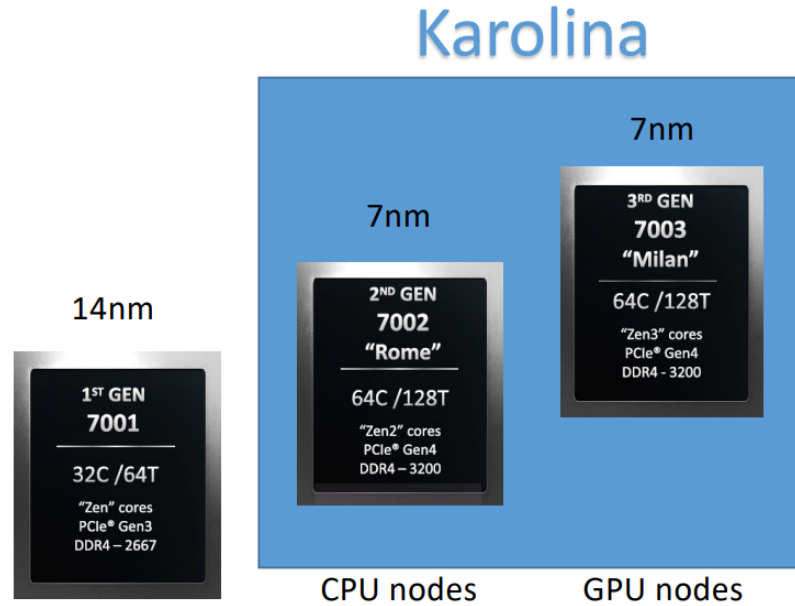 Karolina
14nm
1ST GEN
7001
32C /64T
"Zen" cores
PCIe® Gen3
DDR4 – 2667
7nm
2ND GEN
7002
"Rome"
64C /128T
"Zen2" cores
PCIe® Gen4
DDR4 – 3200
CPU nodes
7nm
3RD GEN
7003
"Milan"
64C /128T
"Zen3" cores
PCIe® Gen4
DDR4 - 3200
GPU nodes